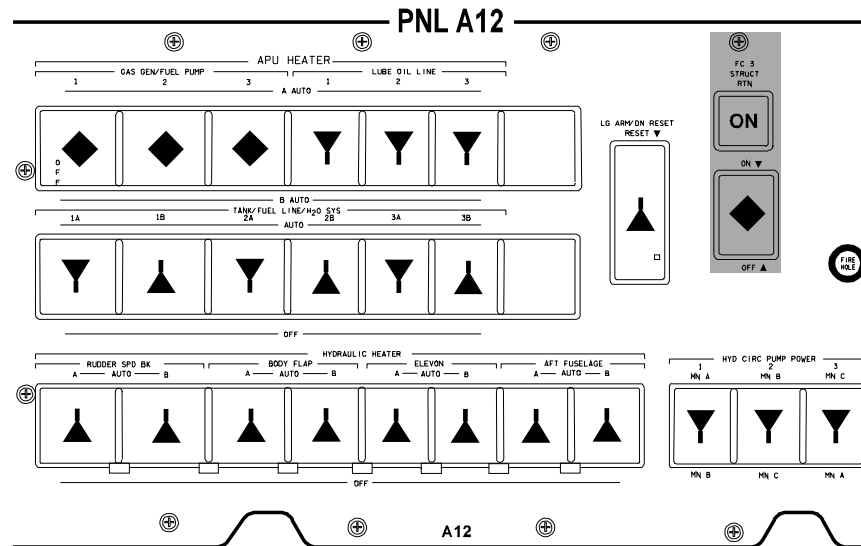 PNL A12
APU HEATER
GAS GEN/FUEL PUMP
LUBE OIL LINE
1 2 3 1 2 3
A AUTO
OFF
B AUTO
TANK/FUEL LINE/H₂O SYS
1A 1B 2A 2B 3A 3B
AUTO
OFF
LG ARM/DN RESET
RESET ▼
FC 3
STRUCT
RTN
ON
ON ▼
OFF ▲
FIRE
HOLE
HYDRAULIC HEATER
RUDDER SPD BK BODY FLAP ELEVON AFT FUSELAGE
A AUTO B A AUTO B A AUTO B A AUTO B
OFF
HYD CIRC PUMP POWER
1 2 3
MN A MN B MN C
MN B MN C MN A
A12